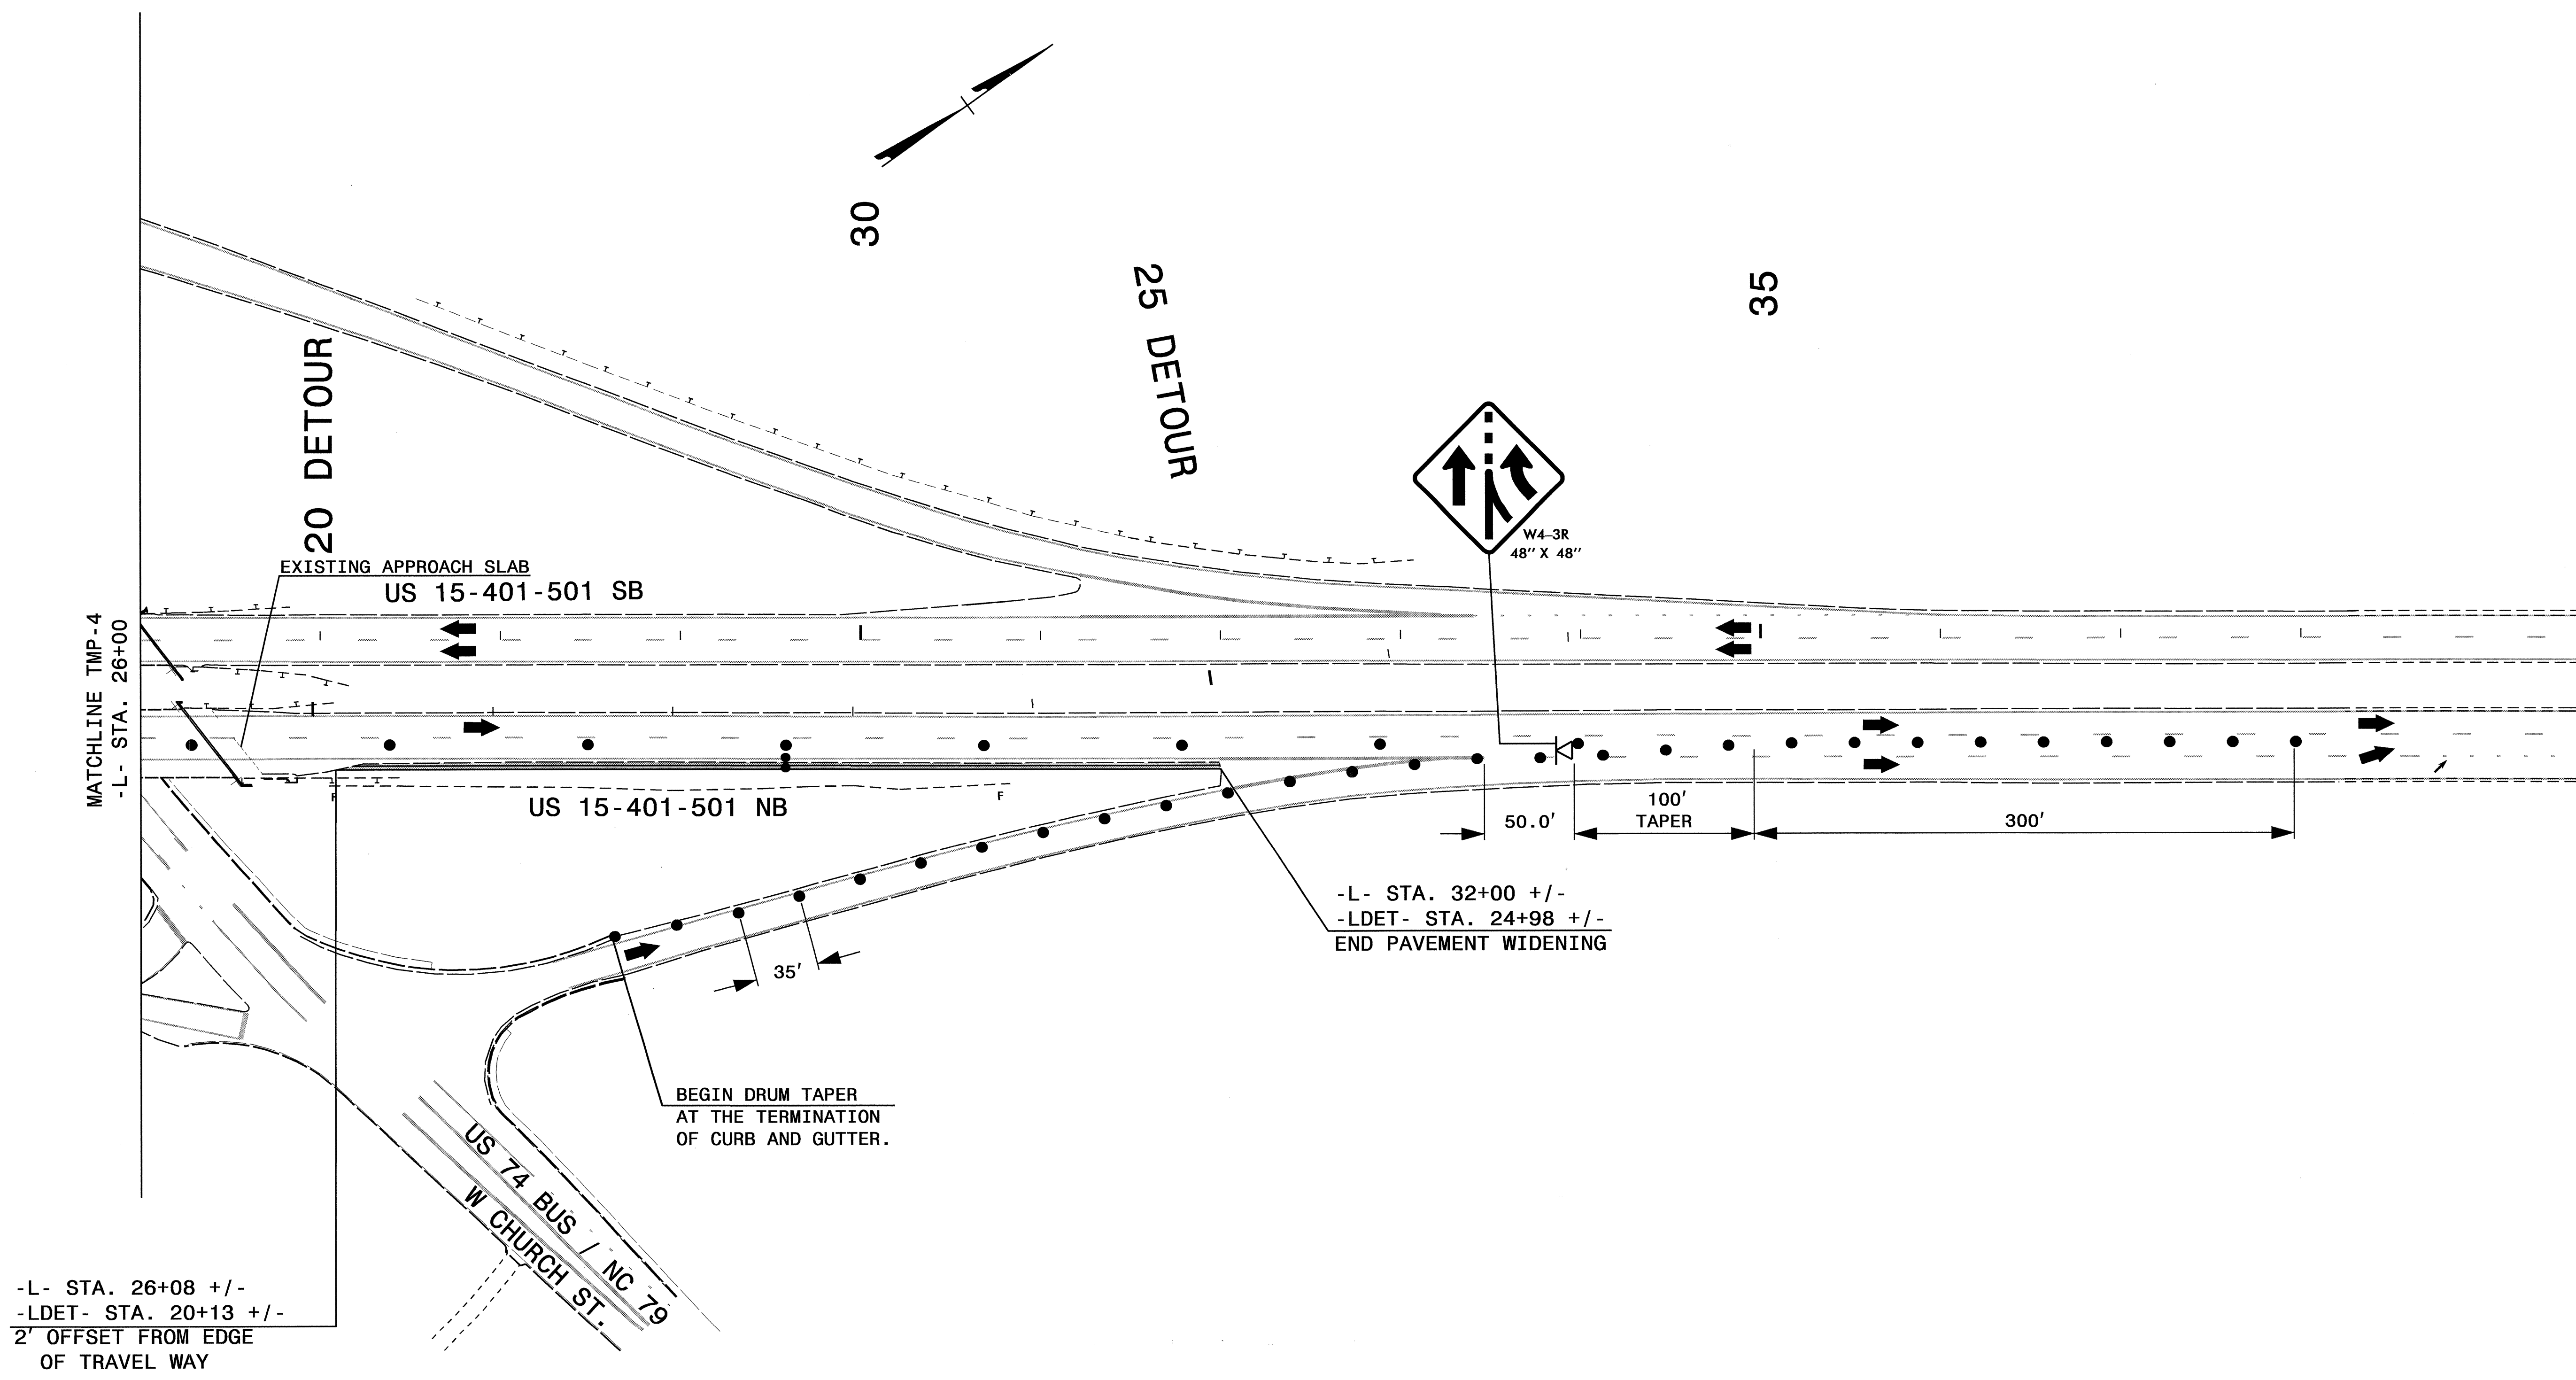 30
25 DETOUR
35
20 DETOUR
W4-3R
48" X 48"
EXISTING APPROACH SLAB
US 15-401-501 SB
MATCHLINE TMP-4
-L- STA. 26+00
F
F
US 15-401-501 NB
50.0'
100'
TAPER
300'
-L- STA. 32+00 +/-
-LDET- STA. 24+98 +/-
END PAVEMENT WIDENING
35'
BEGIN DRUM TAPER
AT THE TERMINATION
OF CURB AND GUTTER.
US 74 BUS / NC 79
W CHURCH ST.
-L- STA. 26+08 +/-
-LDET- STA. 20+13 +/-
2' OFFSET FROM EDGE
OF TRAVEL WAY